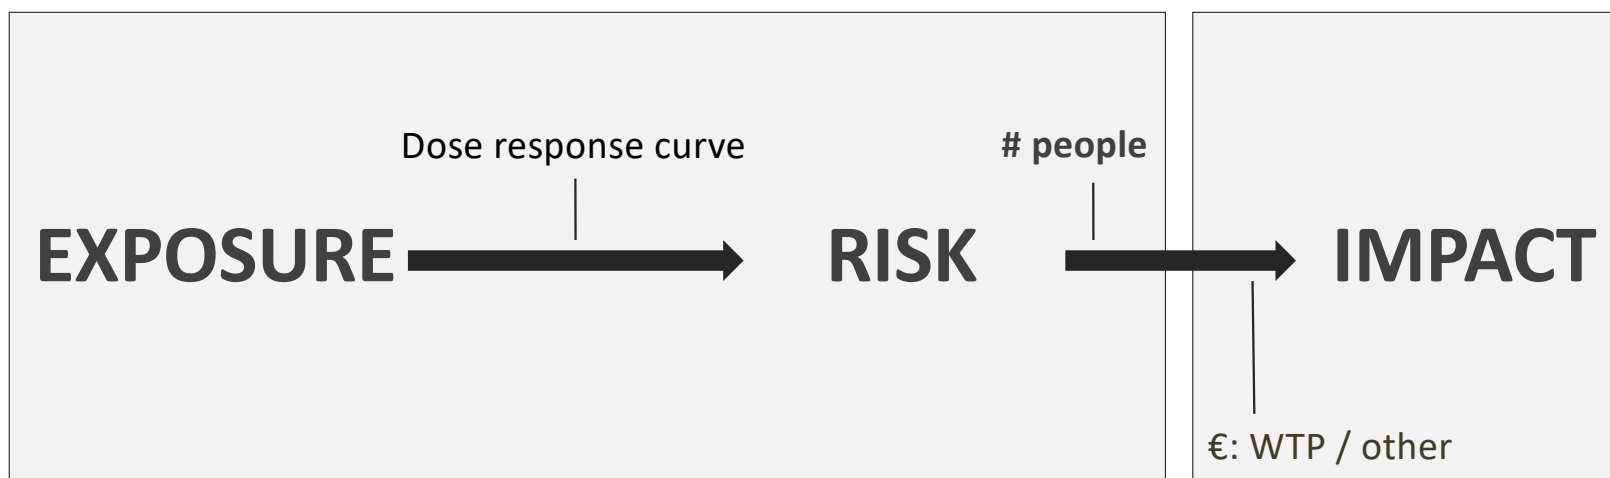 Dose response curve
# people
EXPOSURE
RISK
IMPACT
€: WTP / other